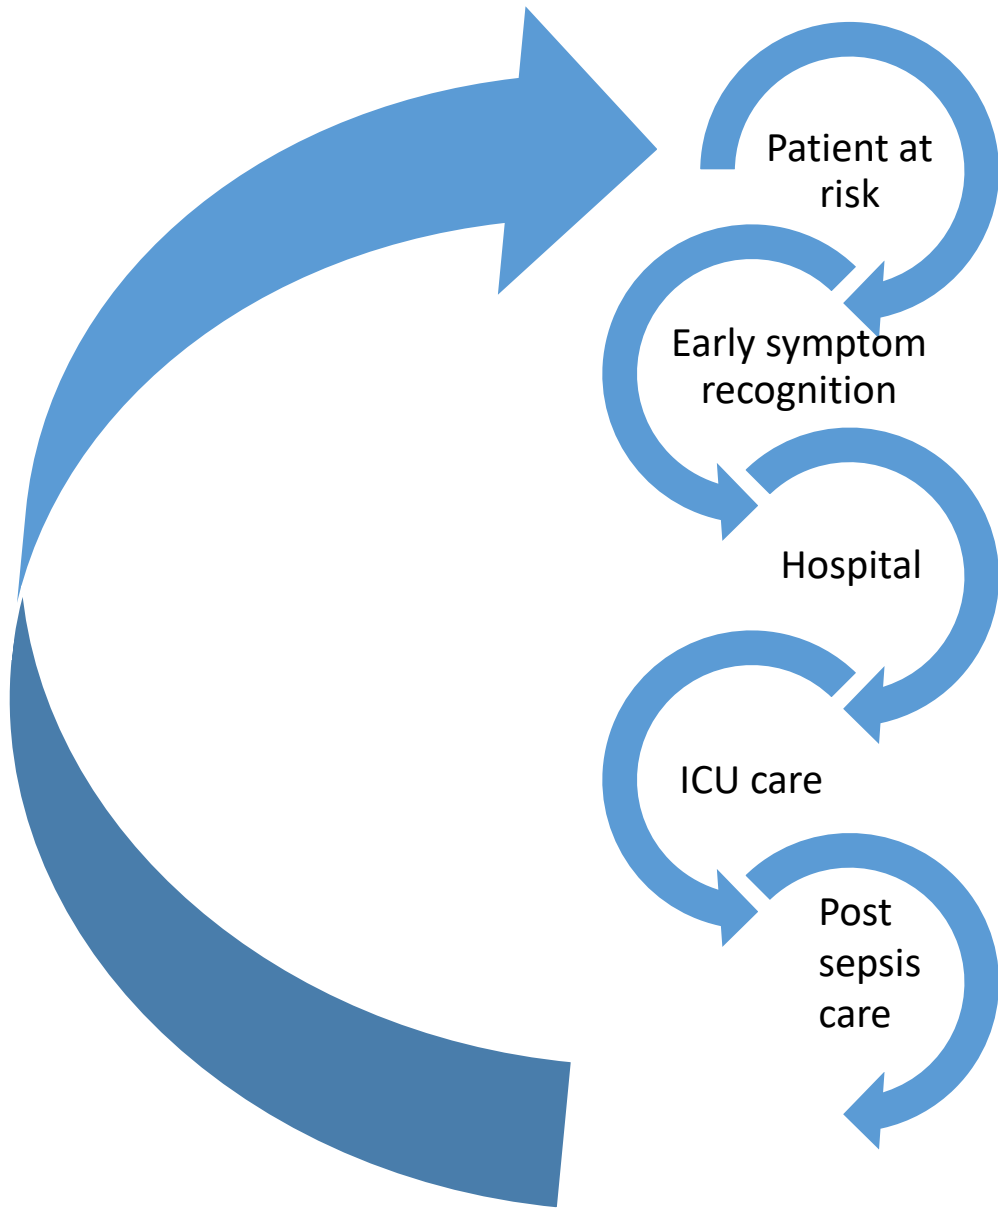 Patient at
risk
Early symptom
recognition
Hospital
ICU care
Post
sepsis
care